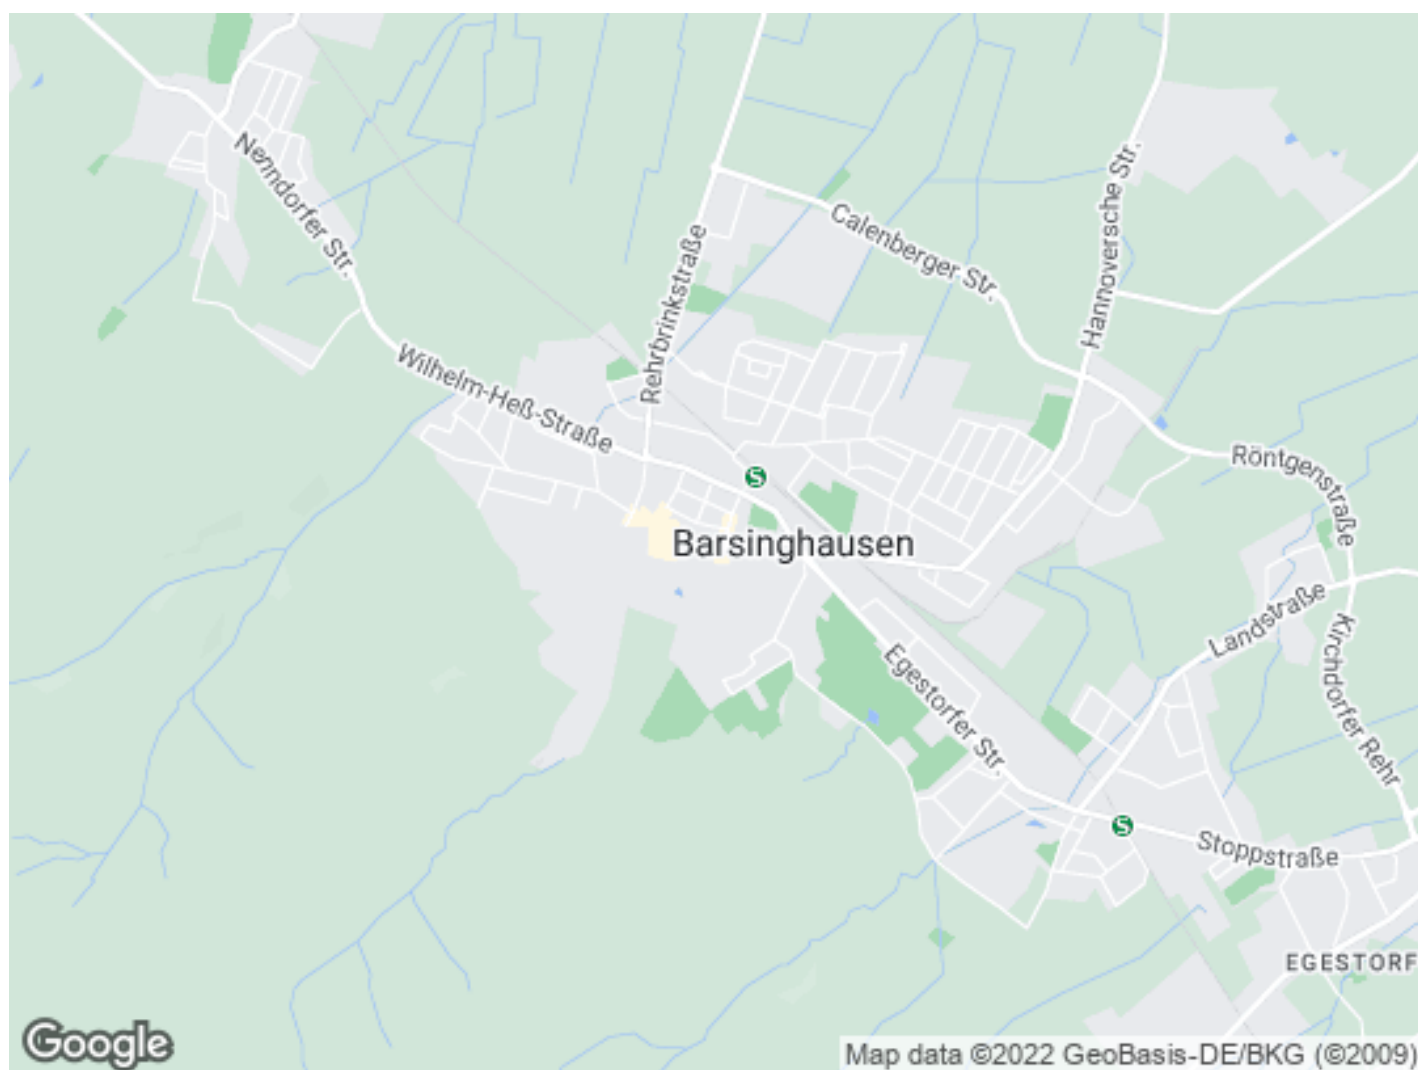 Nenndorfer Str.
Calenberger Str.
Hannoversche Str.
Rehrbrinkstraße
Wilhelm-Heß-Straße
Röntgenstraße
S
Barsinghausen
Landstraße
Kirchdorfer Rehr
Egestorfer Str.
S
Stoppstraße
EGESTORF
Google
Map data ©2022 GeoBasis-DE/BKG (©2009)